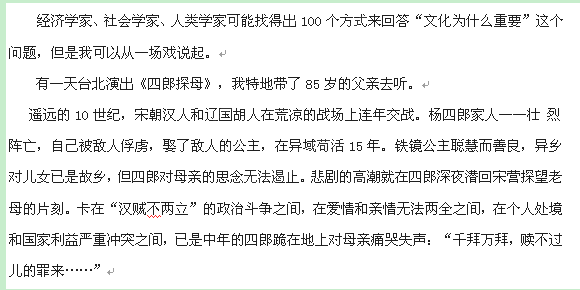 经济学家、社会学家、人类学家可能找得出 100 个方式来回答“文化为什么重要”这个
问题，但是我可以从一场戏说起。
有一天台北演出《四郎探母》，我特地带了 85 岁的父亲去听。
遥远的 10 世纪，宋朝汉人和辽国胡人在荒凉的战场上连年交战。杨四郎家人一一壮 烈
阵亡，自己被敌人俘虏，娶了敌人的公主，在异域苟活 15 年。铁镜公主聪慧而善良，异乡
对儿女已是故乡，但四郎对母亲的思念无法遏止。悲剧的高潮就在四郎深夜潜回宋营探望老
母的片刻。卡在“汉贼不两立”的政治斗争之间，在爱情和亲情无法两全之间，在个人处境
和国家利益严重冲突之间，已是中年的四郎跪在地上对母亲痛哭失声：“千拜万拜，赎不过
儿的罪来……”